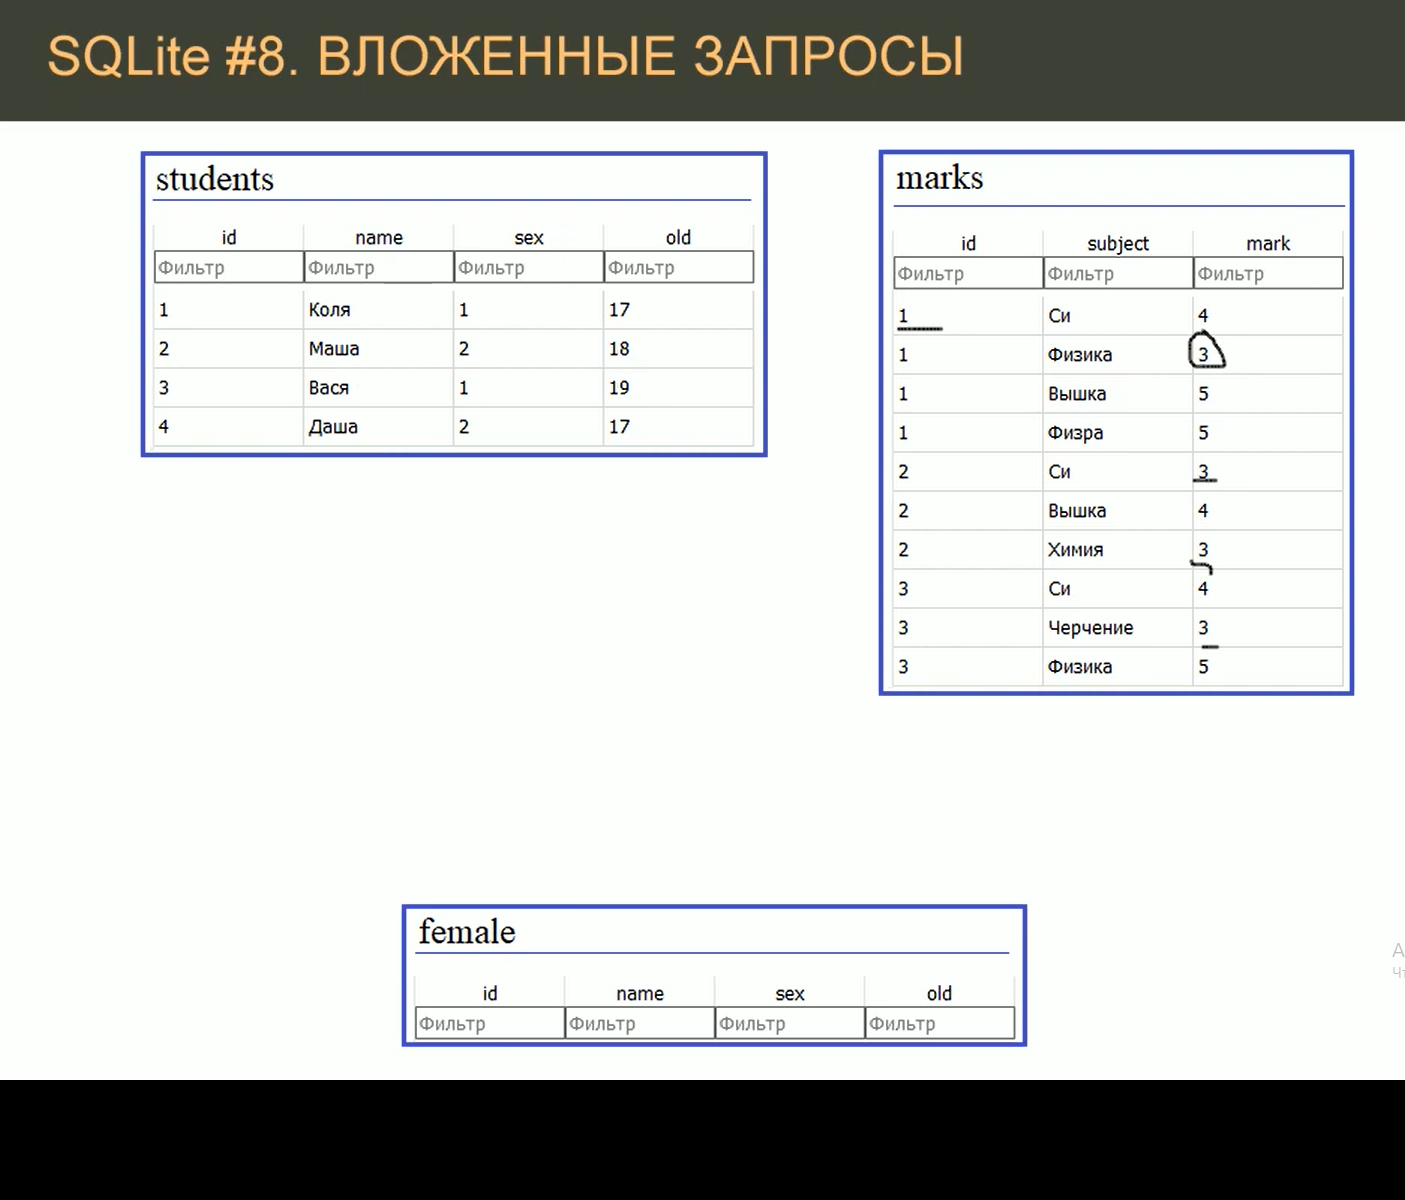 SQLite #8. ВЛОЖЕННЫЕ ЗАПРОСЫ
students
id name sex old
Фильтр Фильтр Фильтр Фильтр
1 Коля 1 17
2 Маша 2 18
3 Вася 1 19
4 Даша 2 17
marks
id subject mark
Фильтр Фильтр Фильтр
1 Си 4
1 Физика 3
1 Вышка 5
1 Физра 5
2 Си 3
2 Вышка 4
2 Химия 3
3 Си 4
3 Черчение 3
3 Физика 5
female
id name sex old
Фильтр Фильтр Фильтр Фильтр